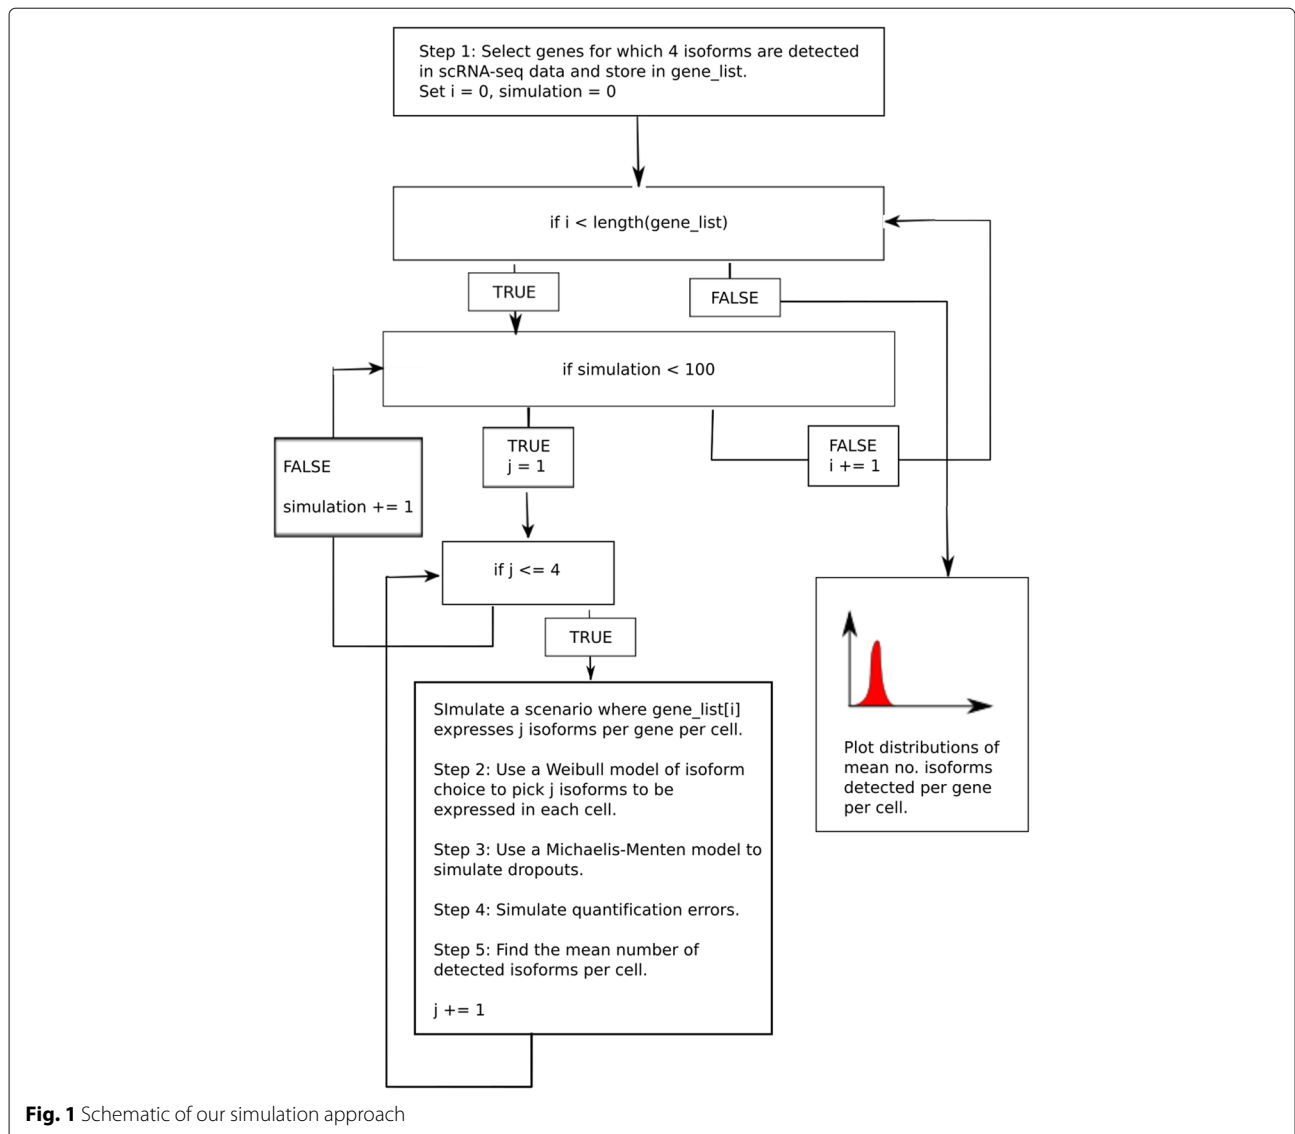 Step 1: Select genes for which 4 isoforms are detected
in scRNA-seq data and store in gene_list.
Set i = 0, simulation = 0
if i < length(gene_list)
TRUE
FALSE
if simulation < 100
TRUE
j = 1
FALSE
i += 1
FALSE
simulation += 1
if j <= 4
TRUE
SImulate a scenario where gene_list[i]
expresses j isoforms per gene per cell.
Step 2: Use a Weibull model of isoform
choice to pick j isoforms to be
expressed in each cell.
Step 3: Use a Michaelis-Menten model to
simulate dropouts.
Step 4: Simulate quantification errors.
Step 5: Find the mean number of
detected isoforms per cell.
j += 1
Plot distributions of
mean no. isoforms
detected per gene
per cell.
Fig. 1 Schematic of our simulation approach